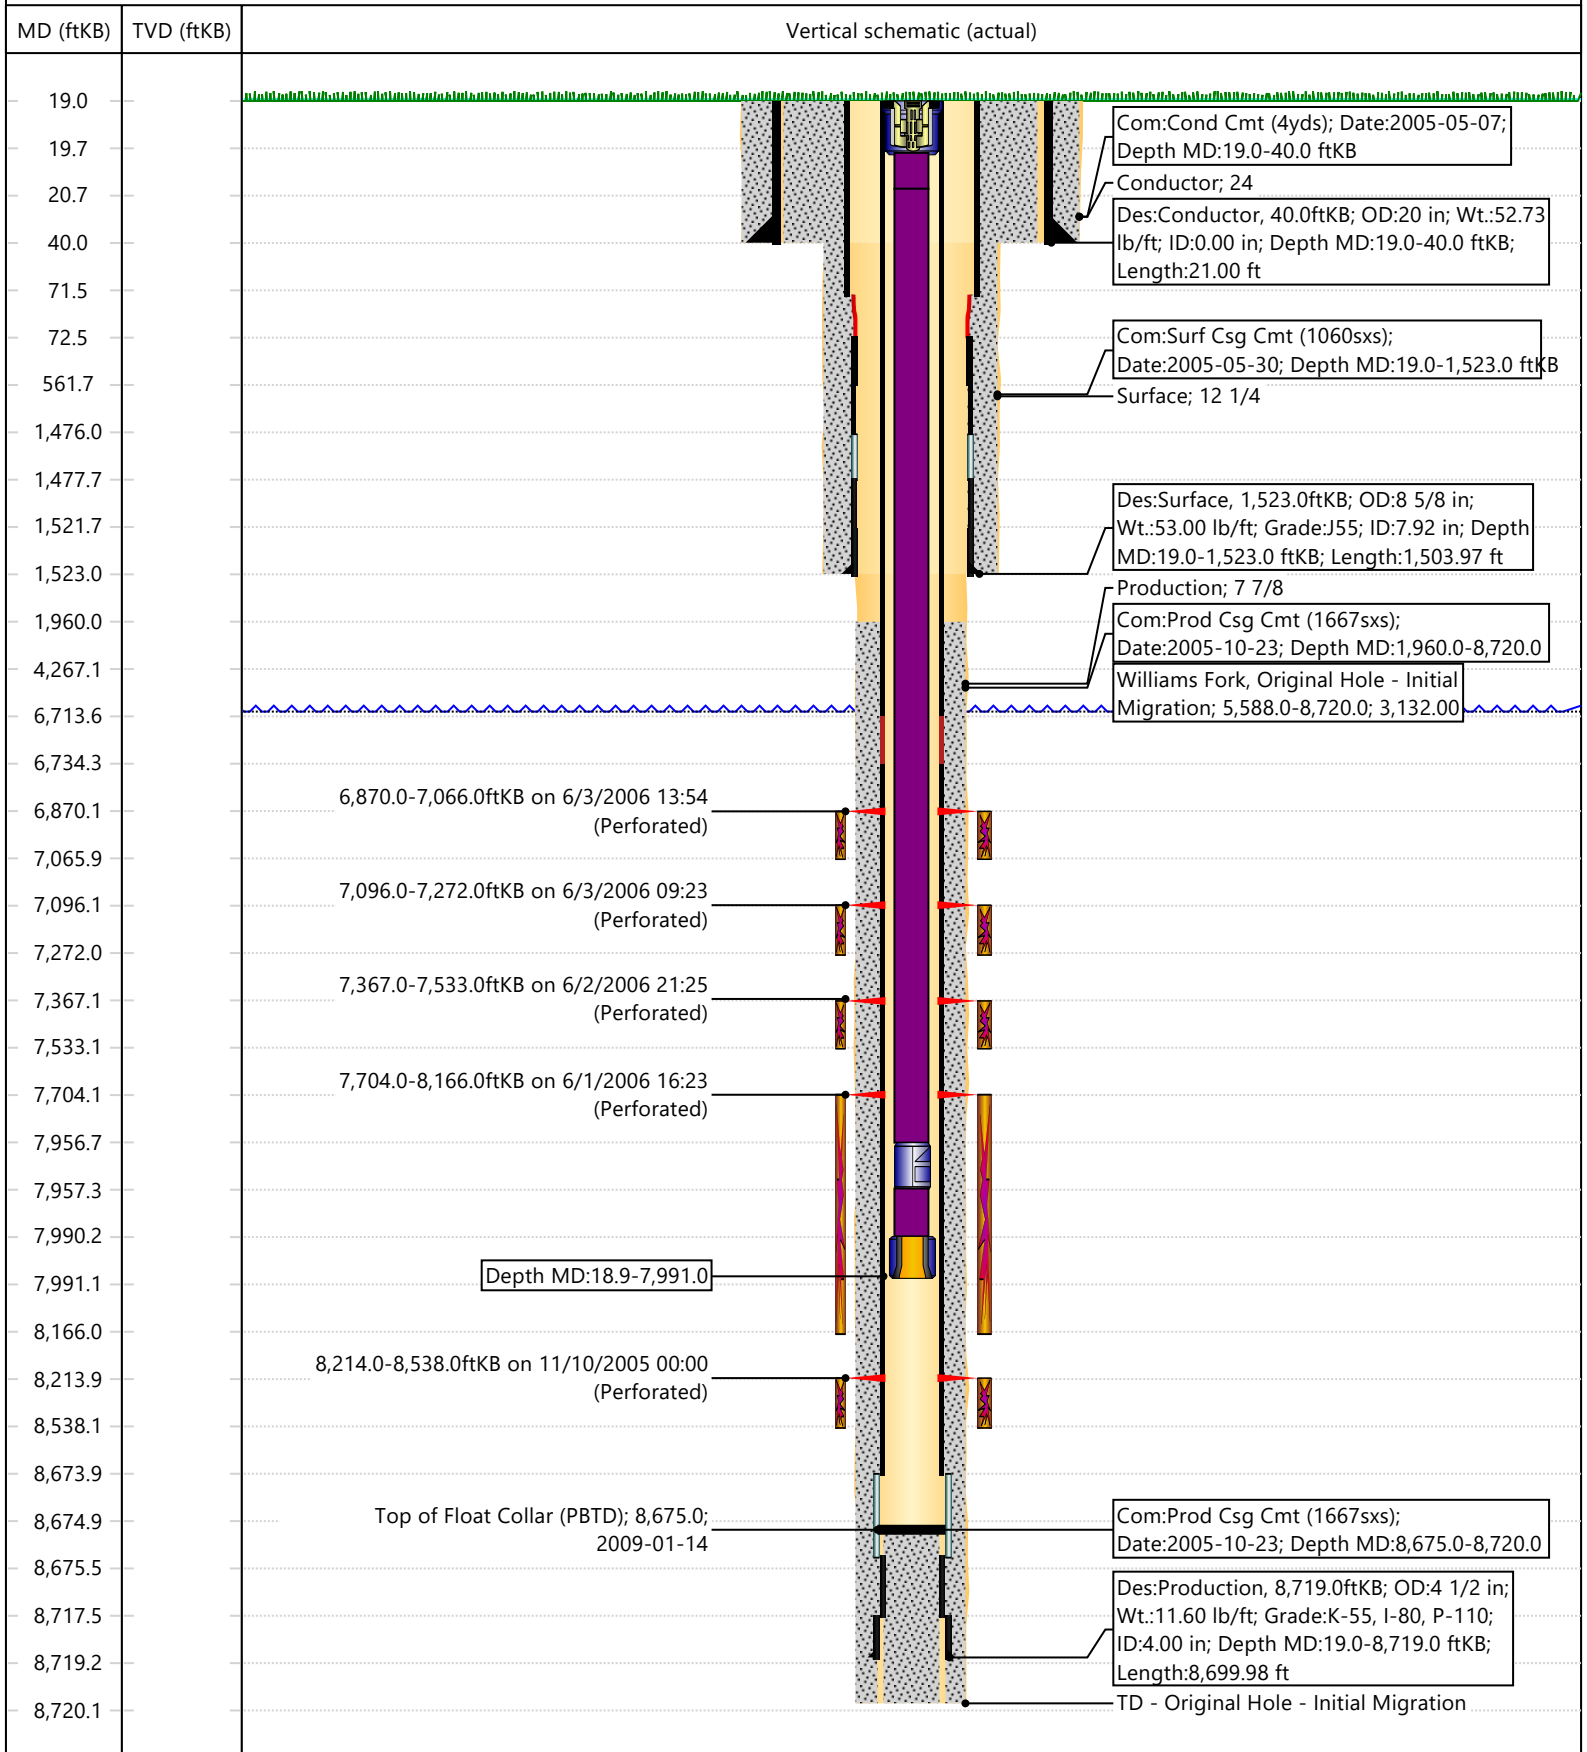 MD (ftKB)
TVD (ftKB)
Vertical schematic (actual)
19.0
19.7
20.7
40.0
71.5
72.5
561.7
1,476.0
1,477.7
1,521.7
1,523.0
1,960.0
4,267.1
6,713.6
6,734.3
6,870.1
7,065.9
7,096.1
7,272.0
7,367.1
7,533.1
7,704.1
7,956.7
7,957.3
7,990.2
7,991.1
8,166.0
8,213.9
8,538.1
8,673.9
8,674.9
8,675.5
8,717.5
8,719.2
8,720.1
6,870.0-7,066.0ftKB on 6/3/2006 13:54
(Perforated)
7,096.0-7,272.0ftKB on 6/3/2006 09:23
(Perforated)
7,367.0-7,533.0ftKB on 6/2/2006 21:25
(Perforated)
7,704.0-8,166.0ftKB on 6/1/2006 16:23
(Perforated)
Depth MD:18.9-7,991.0
8,214.0-8,538.0ftKB on 11/10/2005 00:00
(Perforated)
Top of Float Collar (PBTD); 8,675.0;
2009-01-14
Com:Cond Cmt (4yds); Date:2005-05-07;
Depth MD:19.0-40.0 ftKB
Conductor; 24
Des:Conductor, 40.0ftKB; OD:20 in; Wt.:52.73
lb/ft; ID:0.00 in; Depth MD:19.0-40.0 ftKB;
Length:21.00 ft
Com:Surf Csg Cmt (1060sxs);
Date:2005-05-30; Depth MD:19.0-1,523.0 ftKB
Surface; 12 1/4
Des:Surface, 1,523.0ftKB; OD:8 5/8 in;
Wt.:53.00 lb/ft; Grade:J55; ID:7.92 in; Depth
MD:19.0-1,523.0 ftKB; Length:1,503.97 ft
Production; 7 7/8
Com:Prod Csg Cmt (1667sxs);
Date:2005-10-23; Depth MD:1,960.0-8,720.0
Williams Fork, Original Hole - Initial
Migration; 5,588.0-8,720.0; 3,132.00
Com:Prod Csg Cmt (1667sxs);
Date:2005-10-23; Depth MD:8,675.0-8,720.0
Des:Production, 8,719.0ftKB; OD:4 1/2 in;
Wt.:11.60 lb/ft; Grade:K-55, I-80, P-110;
ID:4.00 in; Depth MD:19.0-8,719.0 ftKB;
Length:8,699.98 ft
TD - Original Hole - Initial Migration